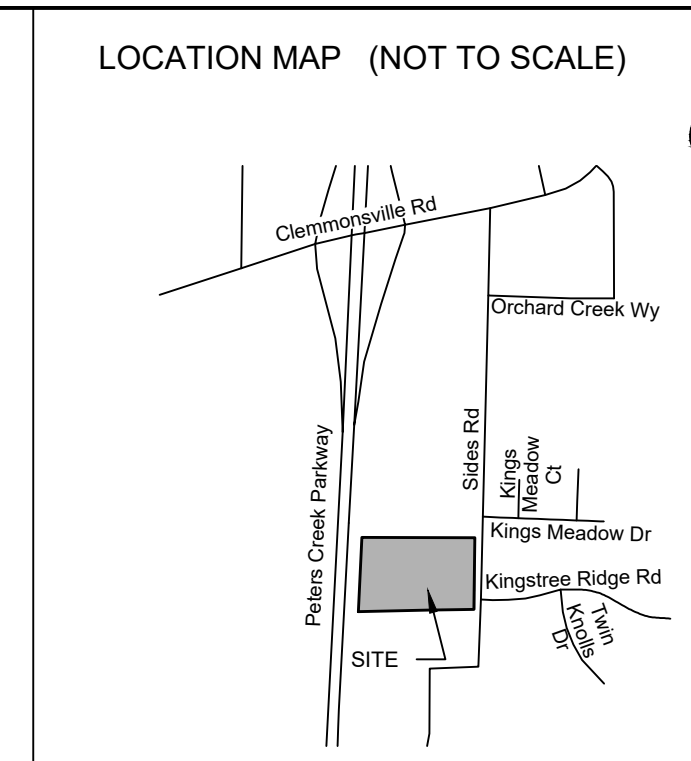 LOCATION MAP (NOT TO SCALE)
Clemmonsville Rd
Orchard Creek Wy
Peters Creek Parkway
Sides Rd
Kings
Meadow
Ct
Kings Meadow Dr
Kingstree Ridge Rd
Twin
Knolls
Dr
SITE